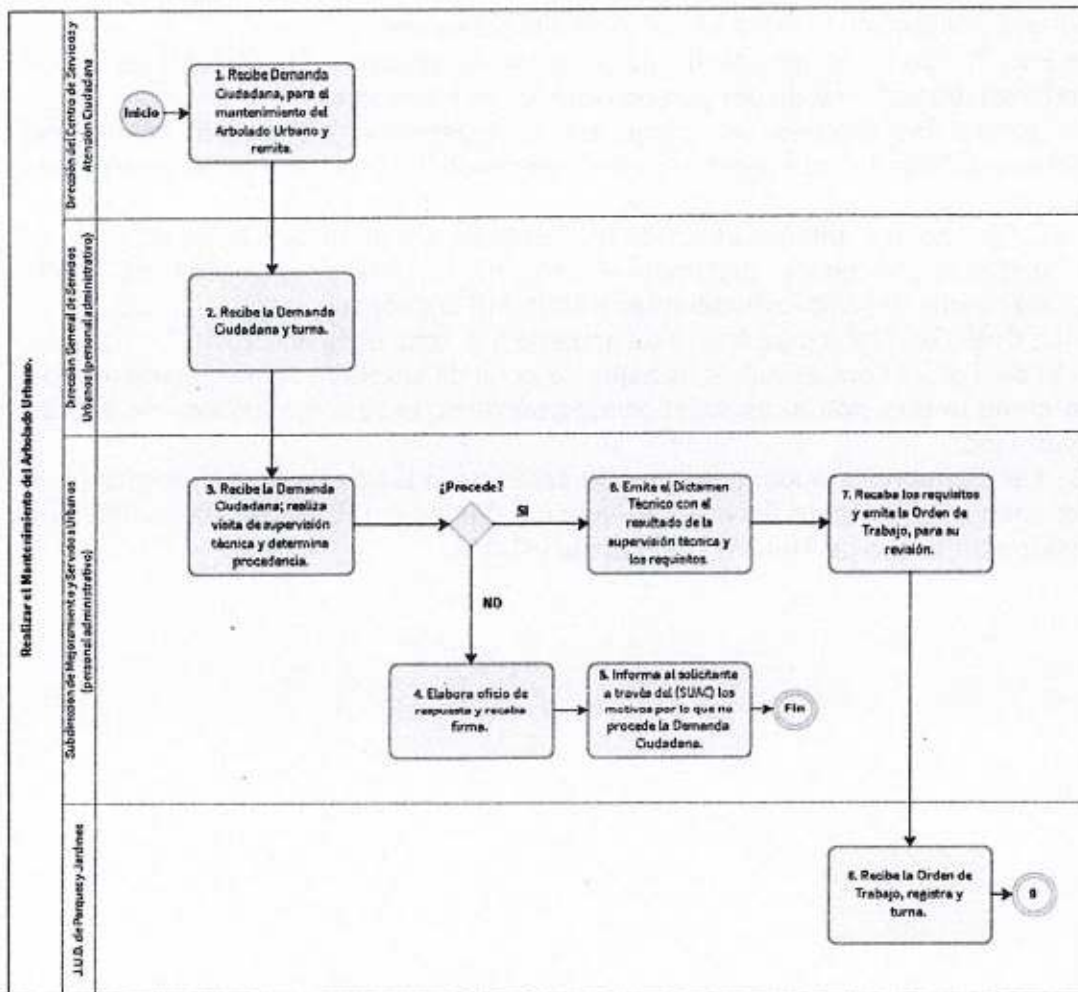 Realizar el Mantenimiento del Arbolado Urbano.
Dirección del Centro de Servicios y
Atención Ciudadana
Inicio
1. Recibe Demanda
Ciudadana, para el
mantenimiento del
Arbolado Urbano y
remite.
Dirección General de Servicios
Urbanos (personal administrativo)
2. Recibe la Demanda
Ciudadana y turna.
Subdirección de Mejoramiento y Servicios Urbanos
(personal administrativo)
3. Recibe la Demanda
Ciudadana; realiza
visita de supervisión
técnica y determina
procedencia.
¿Procede?
SI
6. Emite el Dictamen
Técnico con el
resultado de la
supervisión técnica y
los requisitos.
7. Recaba los requisitos
y emite la Orden de
Trabajo, para su
revisión.
NO
4. Elabora oficio de
respuesta y recaba
firma.
5. Informa al solicitante
a través del (SUAC) los
motivos por lo que no
procede la Demanda
Ciudadana.
Fin
J.U.D. de Parques y Jardines
8. Recibe la Orden de
Trabajo, registra y
turna.